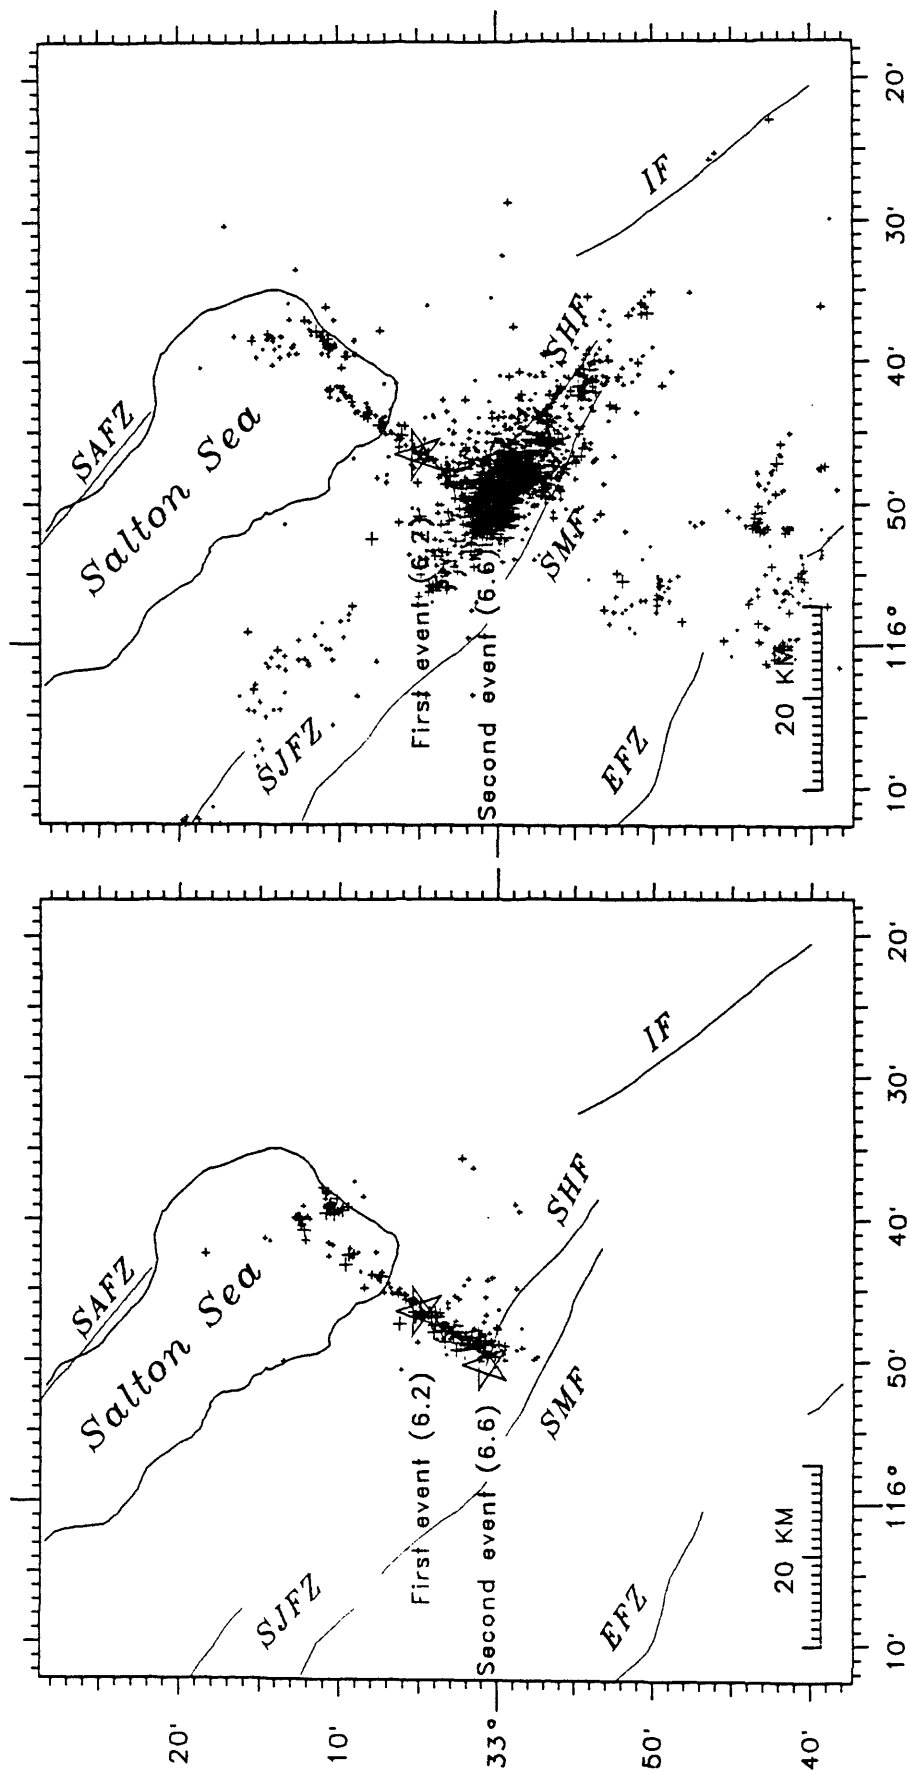 SAFZ
Salton Sea
SJFZ
First event (6.2)
Second event (6.6)
SHF
SMF
IF
EFZ
20 KM
20'
10'
33°
50'
40'
10'
116°
50'
40'
30'
20'
SAFZ
Salton Sea
SJFZ
First event (6.2)
Second event (6.6)
SHF
SMF
IF
EFZ
20 KM
10'
116°
50'
40'
30'
20'